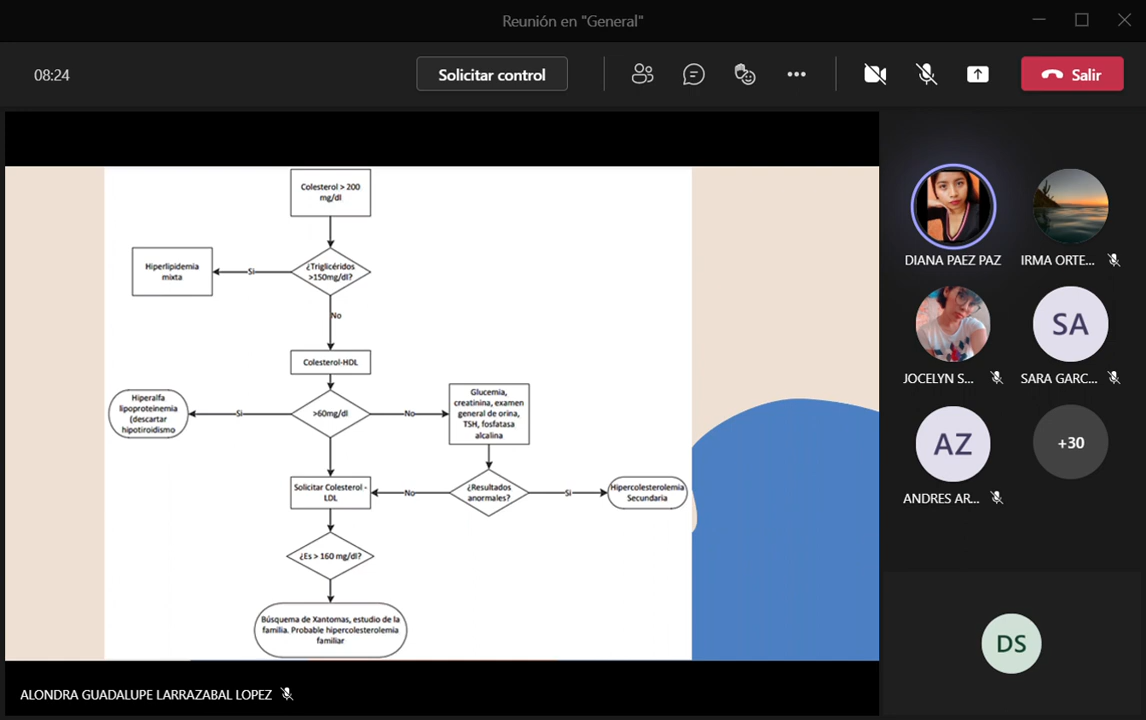 Reunión en "General"
08:24
Solicitar control
Salir
Colesterol > 200
mg/dl
¿Triglicéridos
>150mg/dl?
Si
Hiperlipidemia
mixta
No
Colesterol-HDL
>60mg/dl
Si
Hiperalfa
lipoproteinemia
(descartar
hipotiroidismo
No
Glucemia,
creatinina, examen
general de orina,
TSH, fosfatasa
alcalina
¿Resultados
anormales?
Si
Hipercolesterolemia
Secundaria
No
Solicitar Colesterol -
LDL
¿Es > 160 mg/dl?
Búsquema de Xantomas, estudio de la
familia. Probable hipercolesterolemia
familiar
DIANA PAEZ PAZ
IRMA ORTE...
JOCELYN S...
SA
SARA GARC...
AZ
ANDRES AR...
+30
DS
ALONDRA GUADALUPE LARRAZABAL LOPEZ